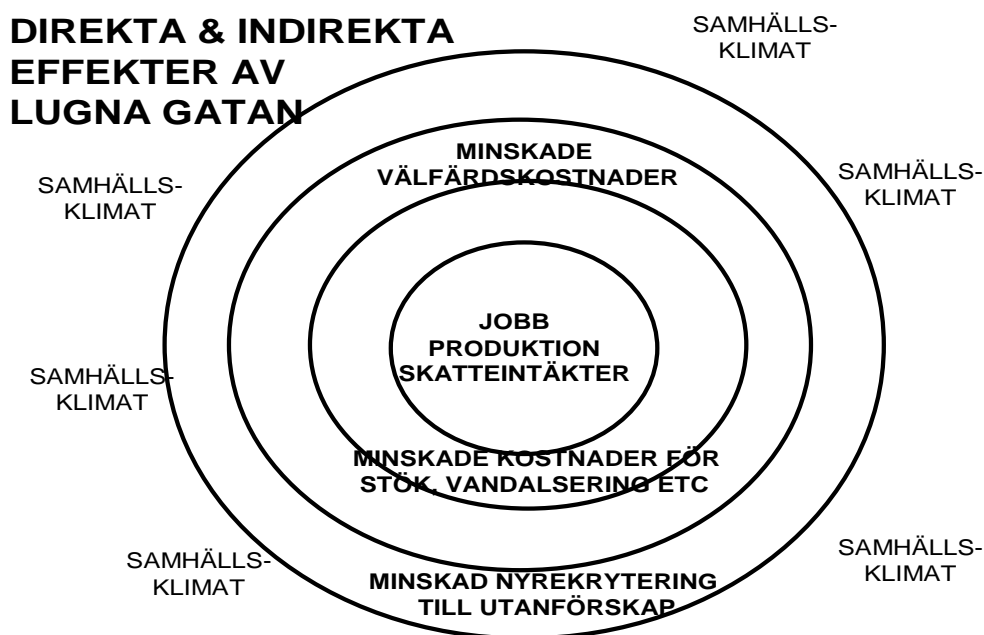 DIREKTA & INDIREKTA
EFFEKTER AV
LUGNA GATAN
SAMHÄLLS-
KLIMAT
MINSKADE
VÄLFÄRDSKOSTNADER
SAMHÄLLS-
KLIMAT
SAMHÄLLS-
KLIMAT
JOBB
PRODUKTION
SKATTEINTÄKTER
SAMHÄLLS-
KLIMAT
MINSKADE KOSTNADER FÖR
STÖK, VANDALSERING ETC
SAMHÄLLS-
KLIMAT
SAMHÄLLS-
KLIMAT
MINSKAD NYREKRYTERING
TILL UTANFÖRSKAP